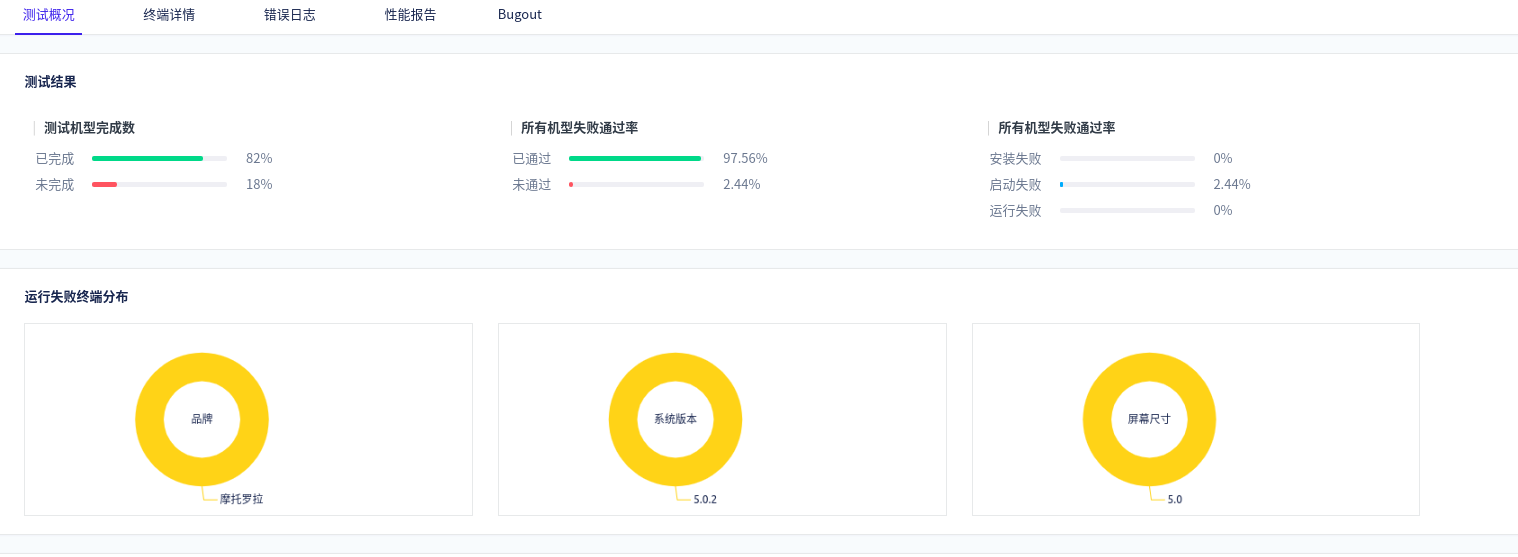 测试概况 终端详情 错误日志 性能报告 Bugout
测试结果
测试机型完成数 所有机型失败通过率 所有机型失败通过率
已完成 82% 已通过 97.56% 安装失败 0%
未完成 18% 未通过 2.44% 启动失败 2.44%
运行失败 0%
运行失败终端分布
品牌 系统版本 屏幕尺寸
摩托罗拉 5.0.2 5.0